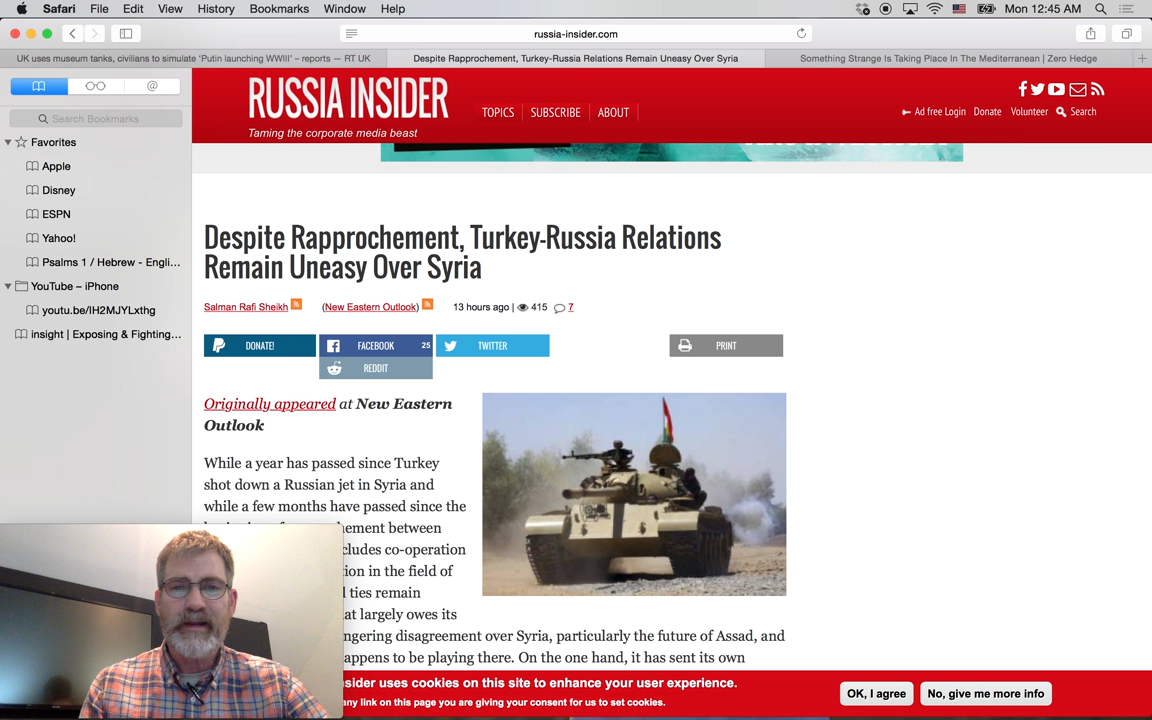 Safari File Edit View History Bookmarks Window Help Mon 12:45 AM
russia-insider.com
UK uses museum tanks, civilians to simulate 'Putin launching WWIII' – reports — RT UK
Despite Rapprochement, Turkey-Russia Relations Remain Uneasy Over Syria
Something Strange Is Taking Place In The Mediterranean | Zero Hedge
Search Bookmarks
Favorites
Apple
Disney
ESPN
Yahoo!
Psalms 1 / Hebrew - Engli...
YouTube – iPhone
youtu.be/IH2MJYLxthg
insight | Exposing & Fighting...
RUSSIA INSIDER
Taming the corporate media beast
TOPICS SUBSCRIBE ABOUT
Ad free Login Donate Volunteer Search
Despite Rapprochement, Turkey-Russia Relations
Remain Uneasy Over Syria
Salman Rafi Sheikh (New Eastern Outlook) 13 hours ago | 415 7
DONATE! FACEBOOK 25 TWITTER PRINT
REDDIT
Originally appeared at New Eastern
Outlook
While a year has passed since Turkey
shot down a Russian jet in Syria and
while a few months have passed since the
between
co-operation
in the field of
ties remain
largely owes its
disagreement over Syria, particularly the future of Assad, and
to be playing there. On the one hand, it has sent its own
uses cookies on this site to enhance your user experience.
link on this page you are giving your consent for us to set cookies.
OK, I agree No, give me more info